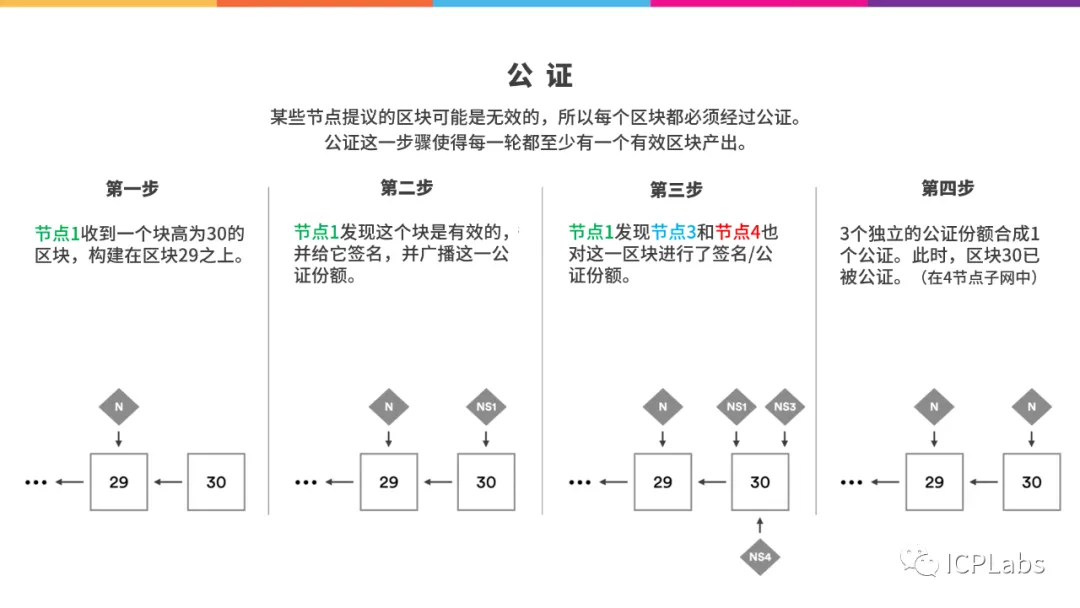 公 证
某些节点提议的区块可能是无效的，所以每个区块都必须经过公证。
公证这一步骤使得每一轮都至少有一个有效区块产出。
第一步
节点1收到一个块高为30的
区块，构建在区块29之上。
N
••• 29 30
第二步
节点1发现这个块是有效的，
并给它签名，并广播这一公
证份额。
N NS1
••• 29 30
第三步
节点1发现节点3和节点4也
对这一区块进行了签名/公
证份额。
N NS1 NS3
••• 29 30
NS4
第四步
3个独立的公证份额合成1
个公证。此时，区块30已
被公证。（在4节点子网中）
N N
••• 29 30
ICPLabs